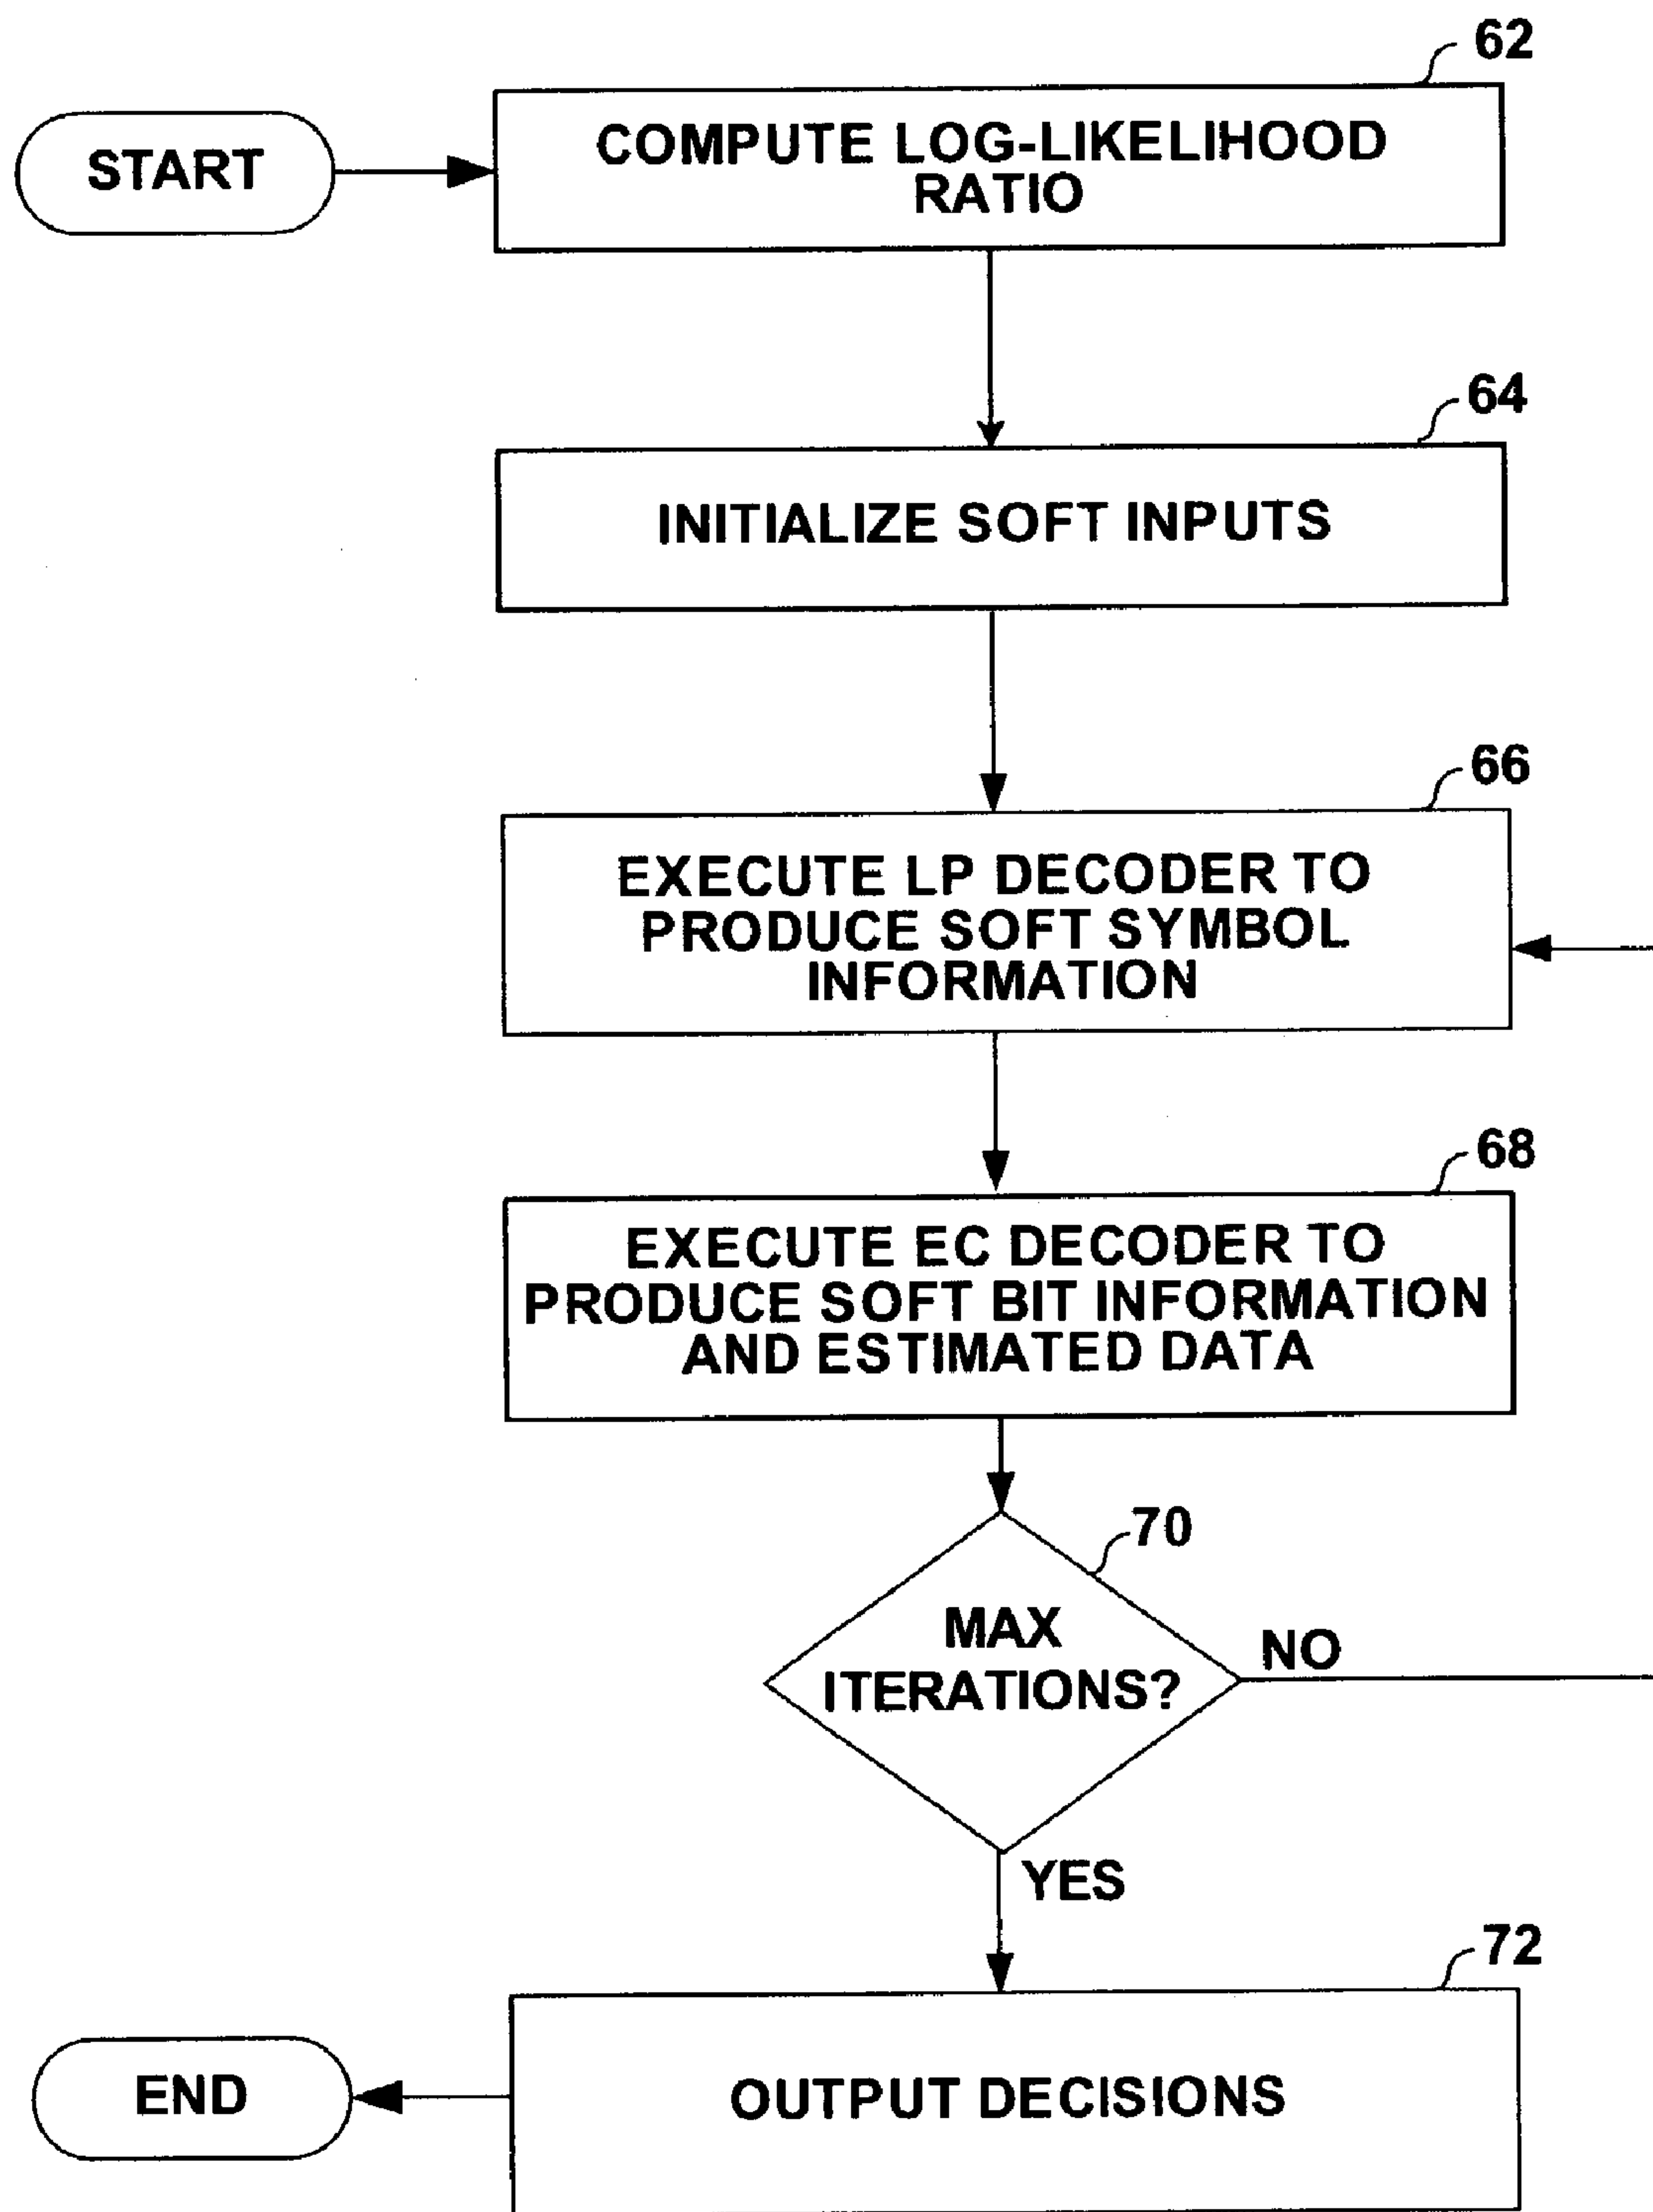 62
START
COMPUTE LOG-LIKELIHOOD
RATIO
64
INITIALIZE SOFT INPUTS
66
EXECUTE LP DECODER TO
PRODUCE SOFT SYMBOL
INFORMATION
68
EXECUTE EC DECODER TO
PRODUCE SOFT BIT INFORMATION
AND ESTIMATED DATA
70
MAX
ITERATIONS?
NO
YES
72
END
OUTPUT DECISIONS